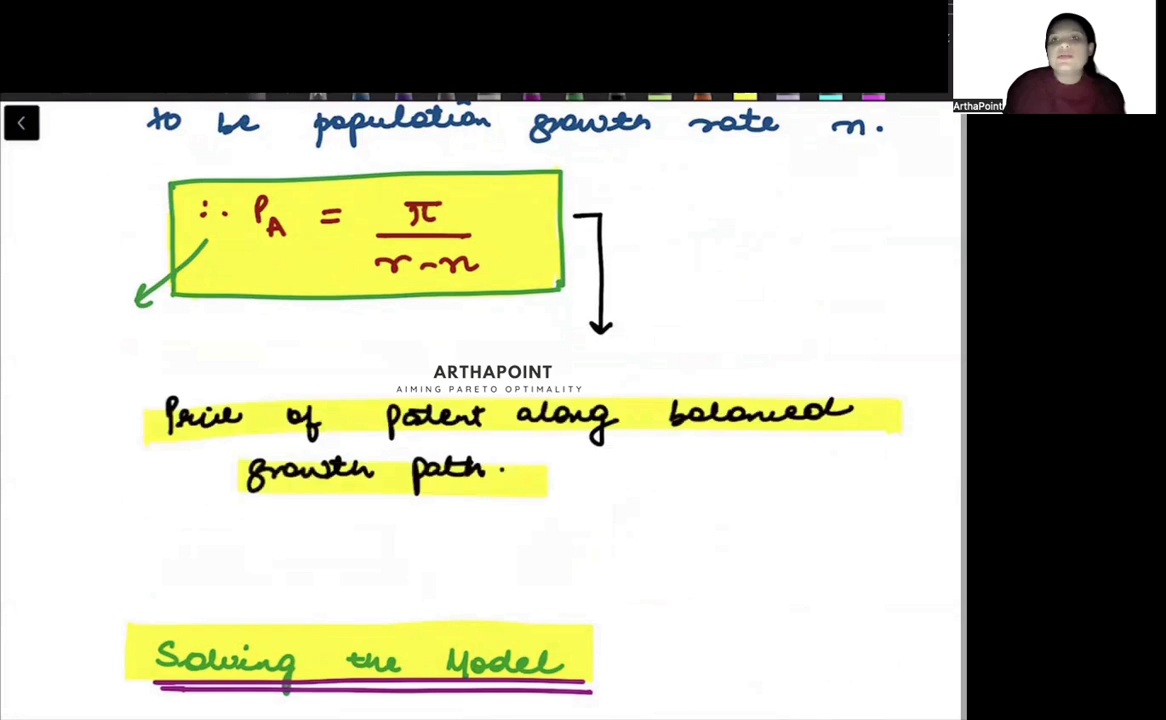 to be population growth rate n.
∴ P_A = π / (r - n)
ArthaPoint
ARTHAPOINT
AIMING PARETO OPTIMALITY
Price of Patent along balanced
growth path.
Solving the Model